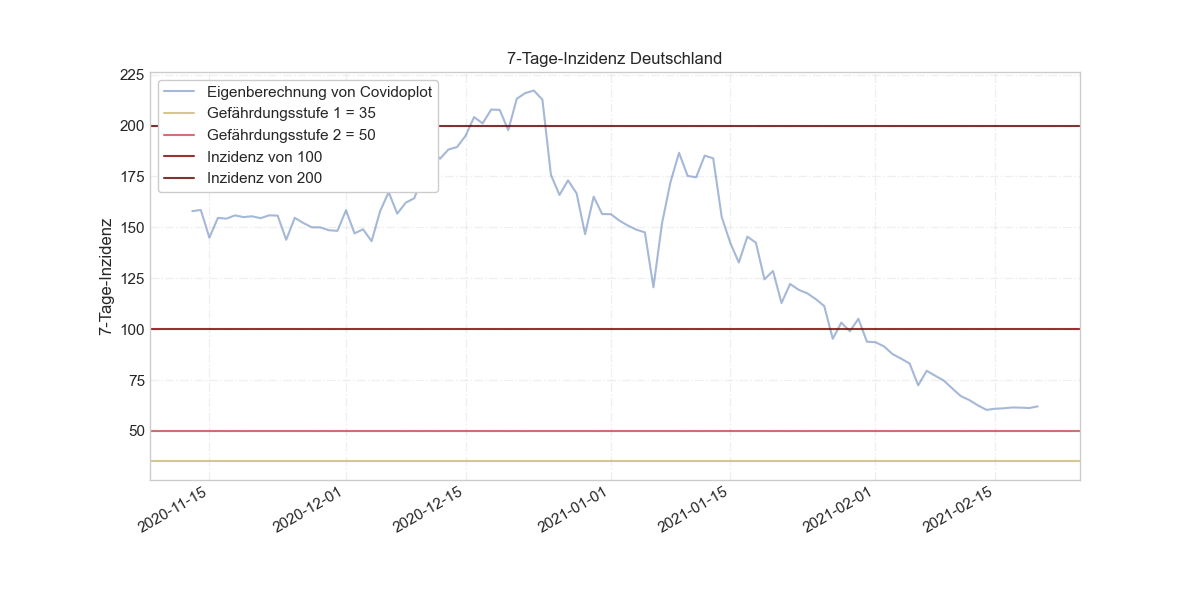 7-Tage-Inzidenz Deutschland
225
200
175
150
125
100
75
50
7-Tage-Inzidenz
Eigenberechnung von Covidoplot
Gefährdungsstufe 1 = 35
Gefährdungsstufe 2 = 50
Inzidenz von 100
Inzidenz von 200
2020-11-15
2020-12-01
2020-12-15
2021-01-01
2021-01-15
2021-02-01
2021-02-15